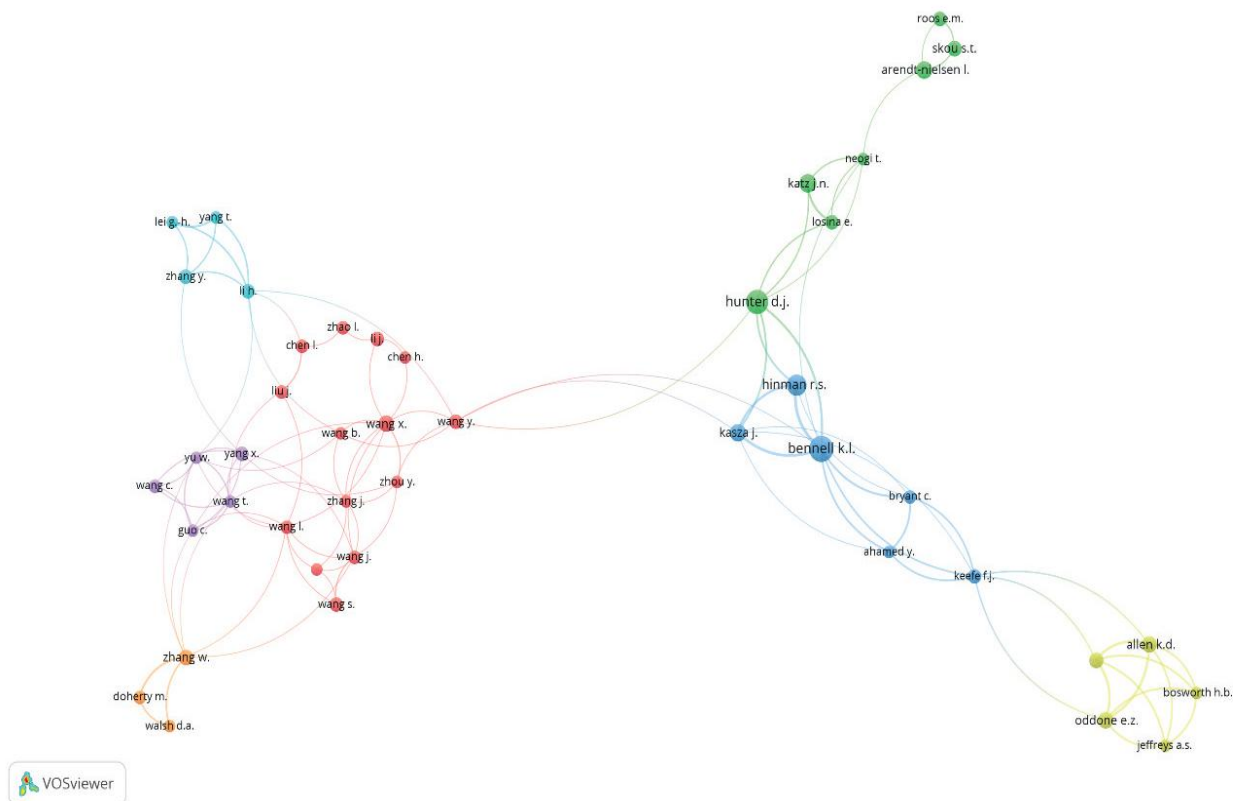 roos e.m.
skou s.t.
arendt-nielsen l.
neogi t.
katz j.n.
losina e.
lei g.-h.
yang t.
zhang y.
li h.
hunter d.j.
zhao l.
li j.
chen l.
chen h.
hinman r.s.
liu j.
wang x.
wang y.
wang b.
kasza j.
bennell k.l.
yu w.
yang x.
wang c.
zhou y.
wang t.
zhang j.
bryant c.
guo c.
wang l.
wang j.
ahamed y.
keefe f.j.
wang s.
zhang w.
allen k.d.
doherty m.
bosworth h.b.
walsh d.a.
oddone e.z.
jeffreys a.s.
VOSviewer